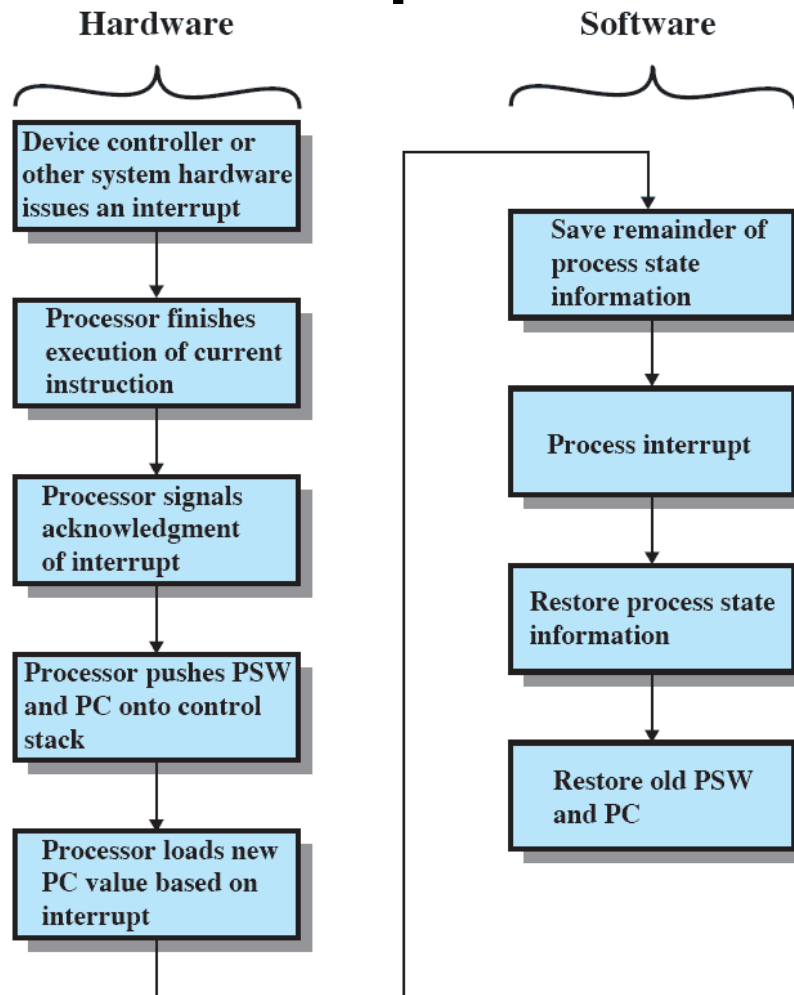 Hardware
Device controller or
other system hardware
issues an interrupt
Processor finishes
execution of current
instruction
Processor signals
acknowledgment
of interrupt
Processor pushes PSW
and PC onto control
stack
Processor loads new
PC value based on
interrupt
Software
Save remainder of
process state
information
Process interrupt
Restore process state
information
Restore old PSW
and PC